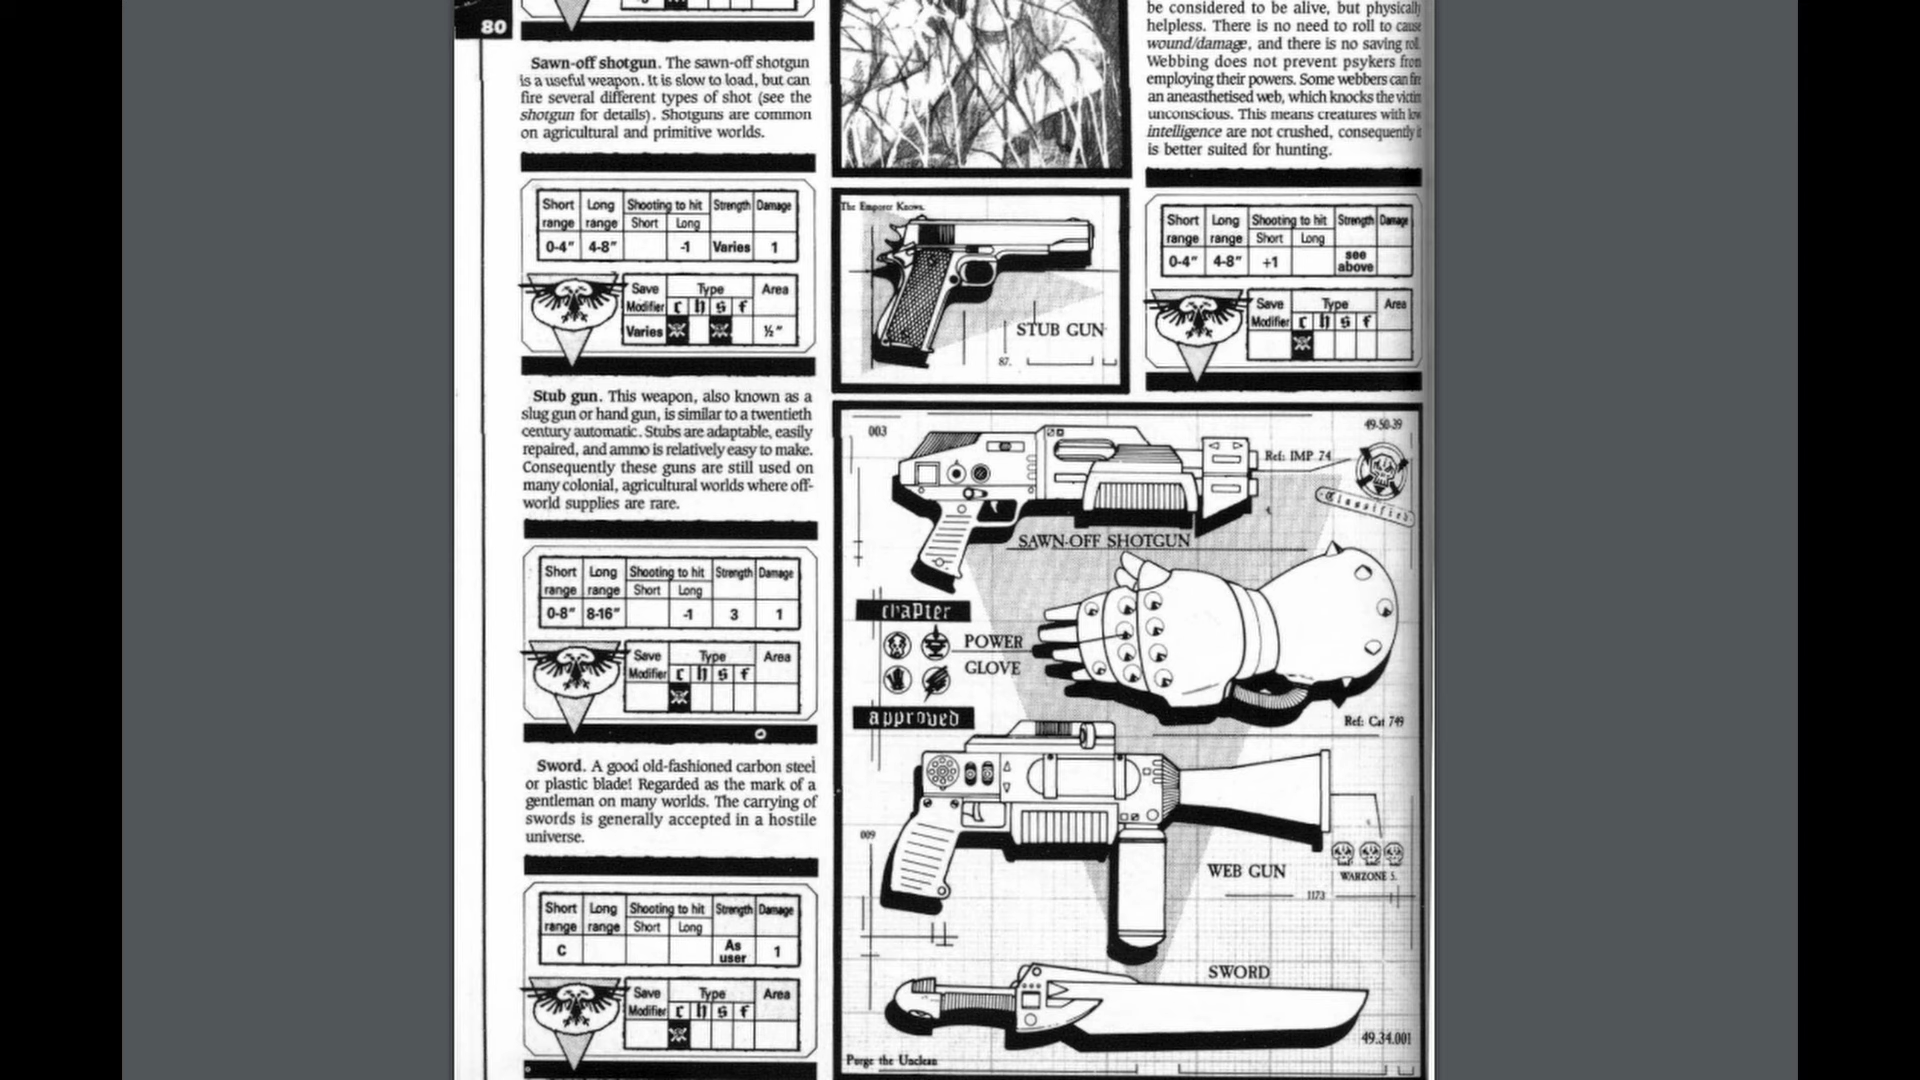 80
Sawn-off shotgun. The sawn-off shotgun
is a useful weapon. It is slow to load, but can
fire several different types of shot (see the
shotgun for details). Shotguns are common
on agricultural and primitive worlds.
Short Long Shooting to hit Strength Damage
range range Short Long
0-4" 4-8" -1 Varies 1
Save Type Area
Modifier c h s f
Varies ½"
Stub gun. This weapon, also known as a
slug gun or hand gun, is similar to a twentieth
century automatic. Stubs are adaptable, easily
repaired, and ammo is relatively easy to make.
Consequently these guns are still used on
many colonial, agricultural worlds where off-
world supplies are rare.
Short Long Shooting to hit Strength Damage
range range Short Long
0-8" 8-16" -1 3 1
Save Type Area
Modifier c h s f
Sword. A good old-fashioned carbon steel
or plastic blade! Regarded as the mark of a
gentleman on many worlds. The carrying of
swords is generally accepted in a hostile
universe.
Short Long Shooting to hit Strength Damage
range range Short Long
C As user 1
Save Type Area
Modifier c h s f
The Emperor Knows.
STUB GUN
87.
be considered to be alive, but physically
helpless. There is no need to roll to cause
wound/damage, and there is no saving roll.
Webbing does not prevent psykers from
employing their powers. Some webbers can fire
an aneasthetised web, which knocks the victim
unconscious. This means creatures with low
intelligence are not crushed, consequently it
is better suited for hunting.
Short Long Shooting to hit Strength Damage
range range Short Long
0-4" 4-8" +1 see above
Save Type Area
Modifier c h s f
003
49-50-39
Ref: IMP 74
Classified
SAWN-OFF SHOTGUN
chapter
POWER
GLOVE
approved
Ref: Cat 749
009
WEB GUN
WARZONE 5.
1173
SWORD
49.34.001
Purge the Unclean